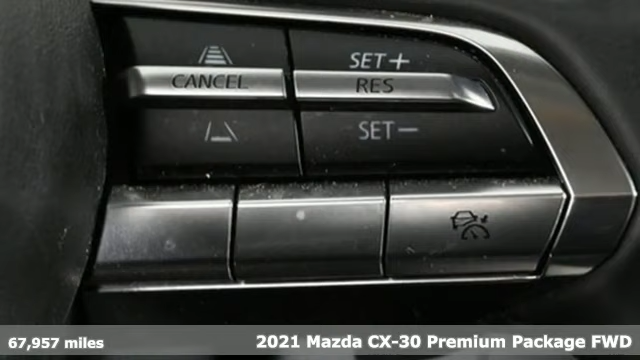 SET+
CANCEL RES
SET−
67,957 miles 2021 Mazda CX-30 Premium Package FWD